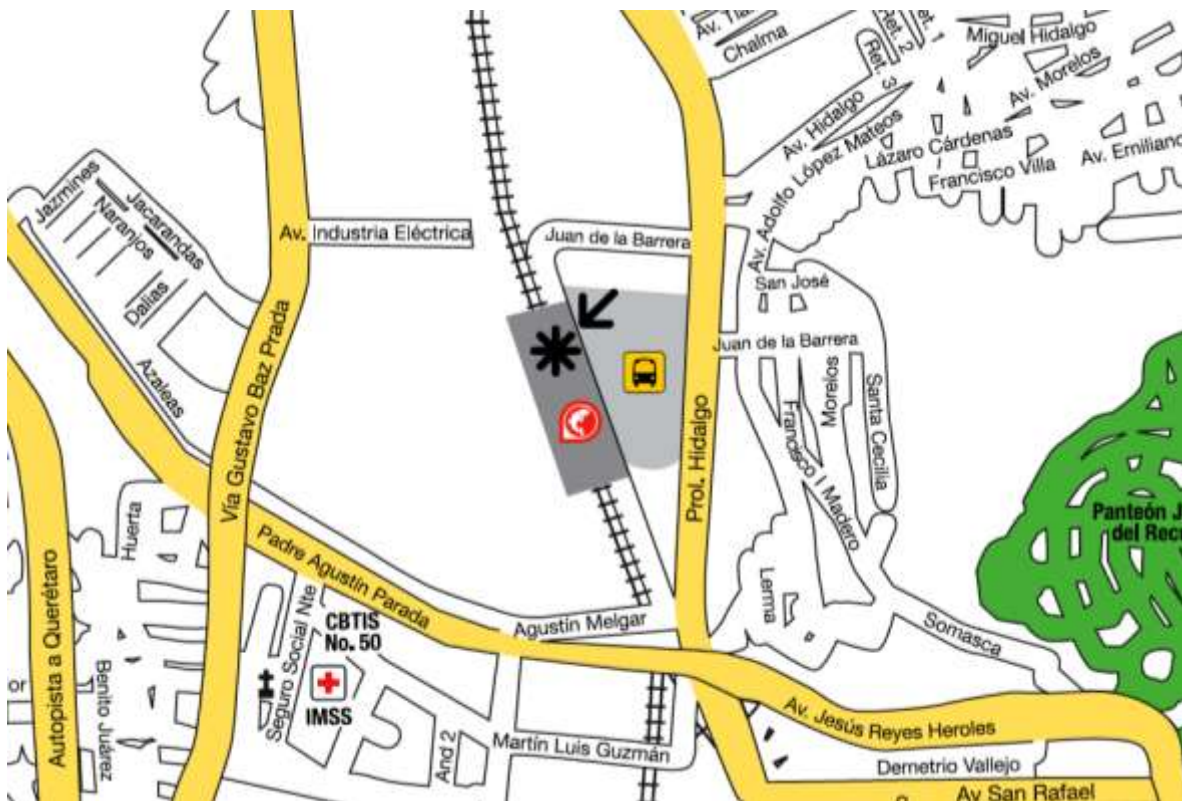 Av.
Chalma
Ret. 3
Ret. 2
Ret. 1
Miguel Hidalgo
Av. Morelos
Av. Hidalgo
Av. Adolfo López Mateos
Lázaro Cárdenas
Francisco Villa
Av. Emiliano
Jazmines
Jacarandas
Naranjos
Dalias
Azaleas
Av. Industria Eléctrica
Juan de la Barrera
San José
Juan de la Barrera
Vía Gustavo Baz Prada
Prol. Hidalgo
Francisco I Madero
Morelos
Santa Cecilia
Panteón J
del Rec
Huerta
Padre Agustín Parada
Agustín Melgar
Lerma
Somasca
Autopista a Querétaro
or
Benito Juárez
Seguro Social Nte
CBTIS
No. 50
IMSS
And 2
Martín Luis Guzmán
Av. Jesús Reyes Heroles
Demetrio Vallejo
Av San Rafael